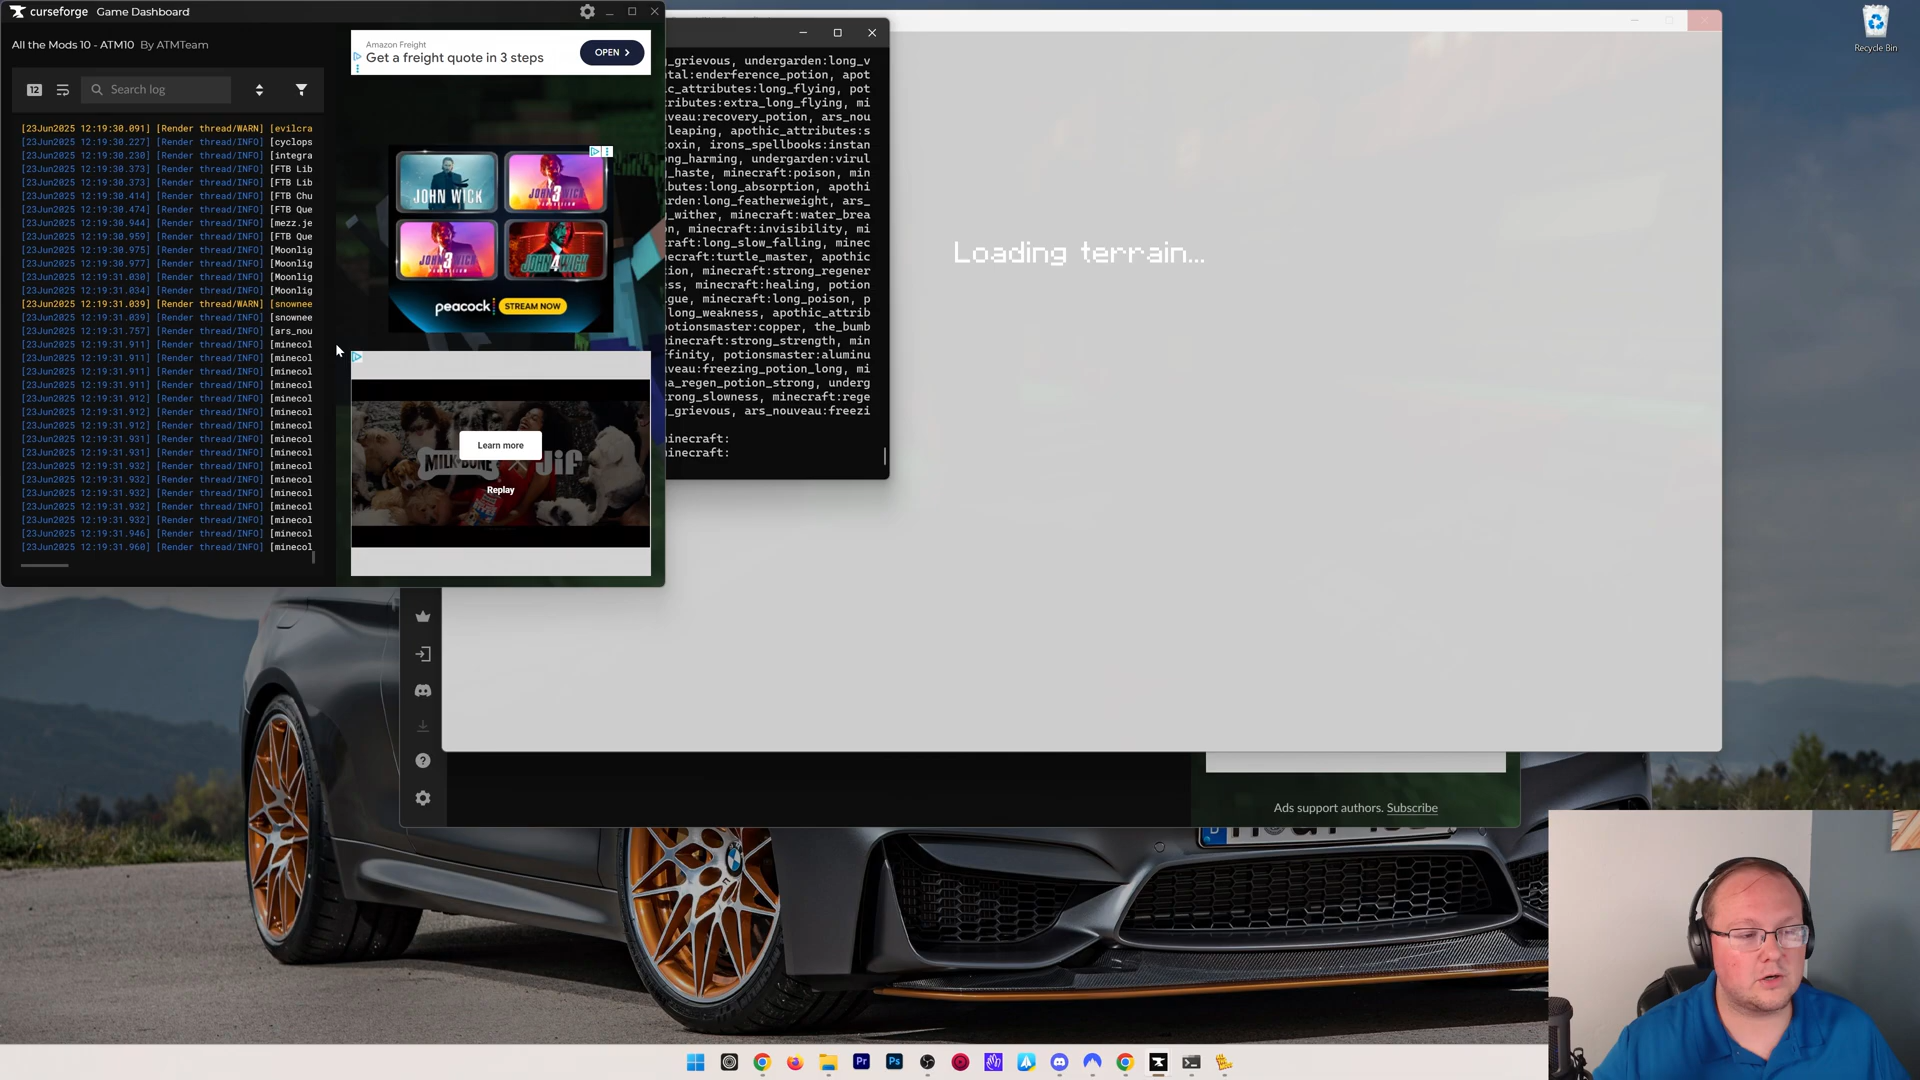 curseforge Game Dashboard
All the Mods 10 - ATM10 By ATMTeam
12
Search log
[23Jun2025 12:19:30.091] [Render thread/WARN] [evilcra
[23Jun2025 12:19:30.227] [Render thread/INFO] [cyclops
[23Jun2025 12:19:30.230] [Render thread/INFO] [integra
[23Jun2025 12:19:30.373] [Render thread/INFO] [FTB Lib
[23Jun2025 12:19:30.373] [Render thread/INFO] [FTB Lib
[23Jun2025 12:19:30.414] [Render thread/INFO] [FTB Chu
[23Jun2025 12:19:30.474] [Render thread/INFO] [FTB Que
[23Jun2025 12:19:30.944] [Render thread/INFO] [mezz.je
[23Jun2025 12:19:30.959] [Render thread/INFO] [FTB Que
[23Jun2025 12:19:30.975] [Render thread/INFO] [Moonlig
[23Jun2025 12:19:30.977] [Render thread/INFO] [Moonlig
[23Jun2025 12:19:31.030] [Render thread/INFO] [Moonlig
[23Jun2025 12:19:31.034] [Render thread/INFO] [Moonlig
[23Jun2025 12:19:31.039] [Render thread/WARN] [snownee
[23Jun2025 12:19:31.039] [Render thread/INFO] [snownee
[23Jun2025 12:19:31.757] [Render thread/INFO] [ars_nou
[23Jun2025 12:19:31.911] [Render thread/INFO] [minecol
[23Jun2025 12:19:31.911] [Render thread/INFO] [minecol
[23Jun2025 12:19:31.911] [Render thread/INFO] [minecol
[23Jun2025 12:19:31.911] [Render thread/INFO] [minecol
[23Jun2025 12:19:31.912] [Render thread/INFO] [minecol
[23Jun2025 12:19:31.912] [Render thread/INFO] [minecol
[23Jun2025 12:19:31.912] [Render thread/INFO] [minecol
[23Jun2025 12:19:31.931] [Render thread/INFO] [minecol
[23Jun2025 12:19:31.931] [Render thread/INFO] [minecol
[23Jun2025 12:19:31.932] [Render thread/INFO] [minecol
[23Jun2025 12:19:31.932] [Render thread/INFO] [minecol
[23Jun2025 12:19:31.932] [Render thread/INFO] [minecol
[23Jun2025 12:19:31.932] [Render thread/INFO] [minecol
[23Jun2025 12:19:31.932] [Render thread/INFO] [minecol
[23Jun2025 12:19:31.946] [Render thread/INFO] [minecol
[23Jun2025 12:19:31.960] [Render thread/INFO] [minecol
Amazon Freight
Get a freight quote in 3 steps
OPEN
JOHN WICK
JOHN WICK 3
JOHN WICK 3
JOHN WICK 4
peacock STREAM NOW
Learn more
MILK-BONE Jif
Replay
_grievous, undergarden:long_v
tal:enderference_potion, apot
c_attributes:long_flying, pot
ributes:extra_long_flying, mi
veau:recovery_potion, ars_nou
leaping, apothic_attributes:s
oxin, irons_spellbooks:instan
ng_harming, undergarden:virul
_haste, minecraft:poison, min
butes:long_absorption, apothi
rden:long_featherweight, ars_
_wither, minecraft:water_brea
n, minecraft:invisibility, mi
raft:long_slow_falling, minec
ecraft:turtle_master, apothic
ion, minecraft:strong_regener
ess, minecraft:healing, potion
gue, minecraft:long_poison, p
long_weakness, apothic_attrib
otionsmaster:copper, the_bumb
inecraft:strong_strength, min
ffinity, potionsmaster:aluminu
veau:freezing_potion_long, mi
a_regen_potion_strong, underg
rong_slowness, minecraft:rege
_grievous, ars_nouveau:freezi
inecraft:
inecraft:
Loading terrain...
Recycle Bin
Ads support authors. Subscribe
Pr
Ps